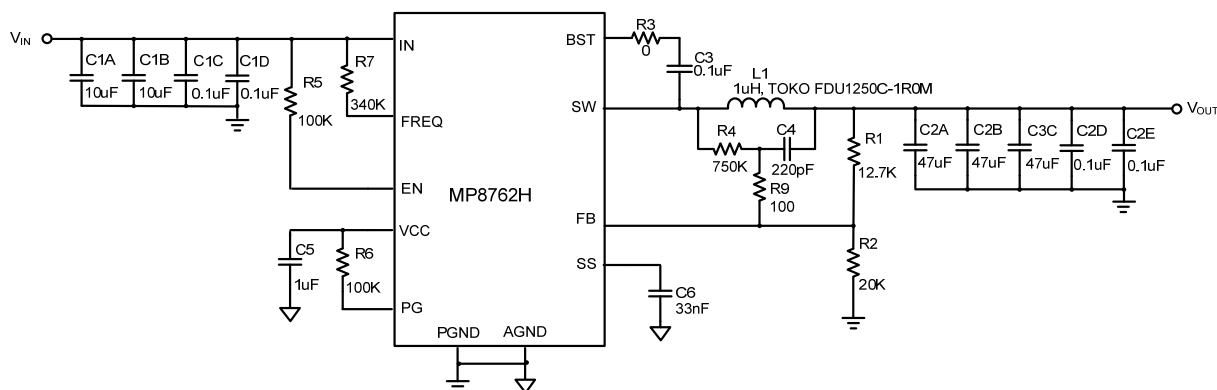 VIN
C1A
10uF
C1B
10uF
C1C
0.1uF
C1D
0.1uF
R5
100K
R7
340K
IN
FREQ
EN
VCC
PG
C5
1uF
R6
100K
MP8762H
PGND
AGND
BST
SW
FB
SS
R3
0
C3
0.1uF
L1
1uH, TOKO FDU1250C-1R0M
R4
750K
C4
220pF
R9
100
R1
12.7K
R2
20K
C6
33nF
C2A
47uF
C2B
47uF
C3C
47uF
C2D
0.1uF
C2E
0.1uF
VOUT